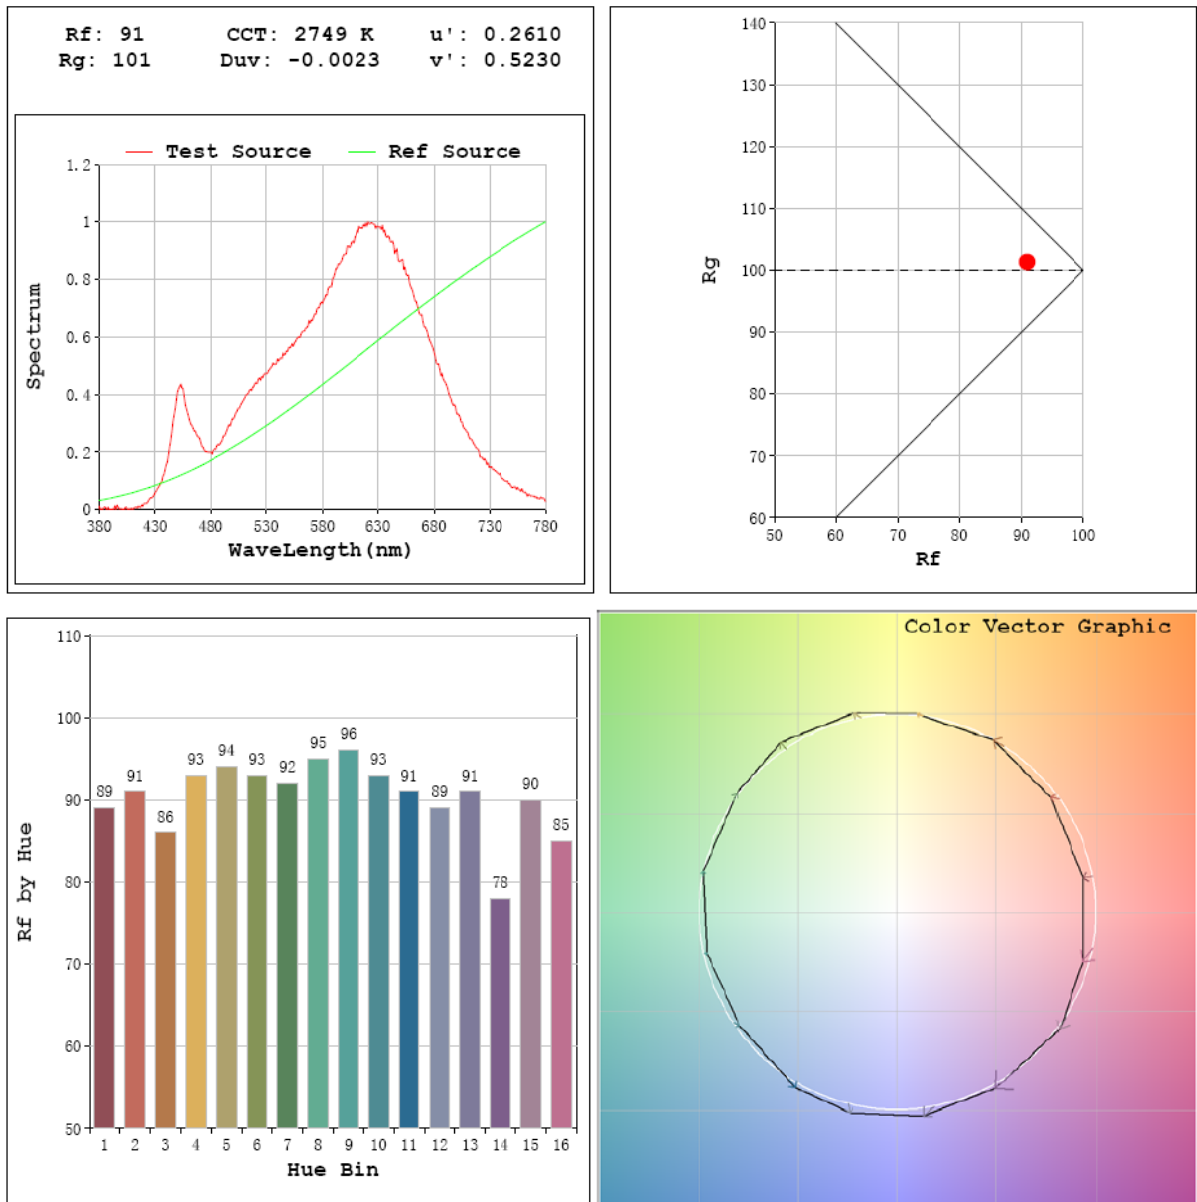 Rf: 91 CCT: 2749 K u': 0.2610
Rg: 101 Duv: -0.0023 v': 0.5230
Test Source Ref Source
1.2
1
0.8
0.6
0.4
0.2
0
Spectrum
380 430 480 530 580 630 680 730 780
WaveLength(nm)
140
130
120
110
100
90
80
70
60
Rg
50 60 70 80 90 100
Rf
110
100
90
80
70
60
50
Rf by Hue
89 91 86 93 94 93 92 95 96 93 91 89 91 78 90 85
1 2 3 4 5 6 7 8 9 10 11 12 13 14 15 16
Hue Bin
Color Vector Graphic